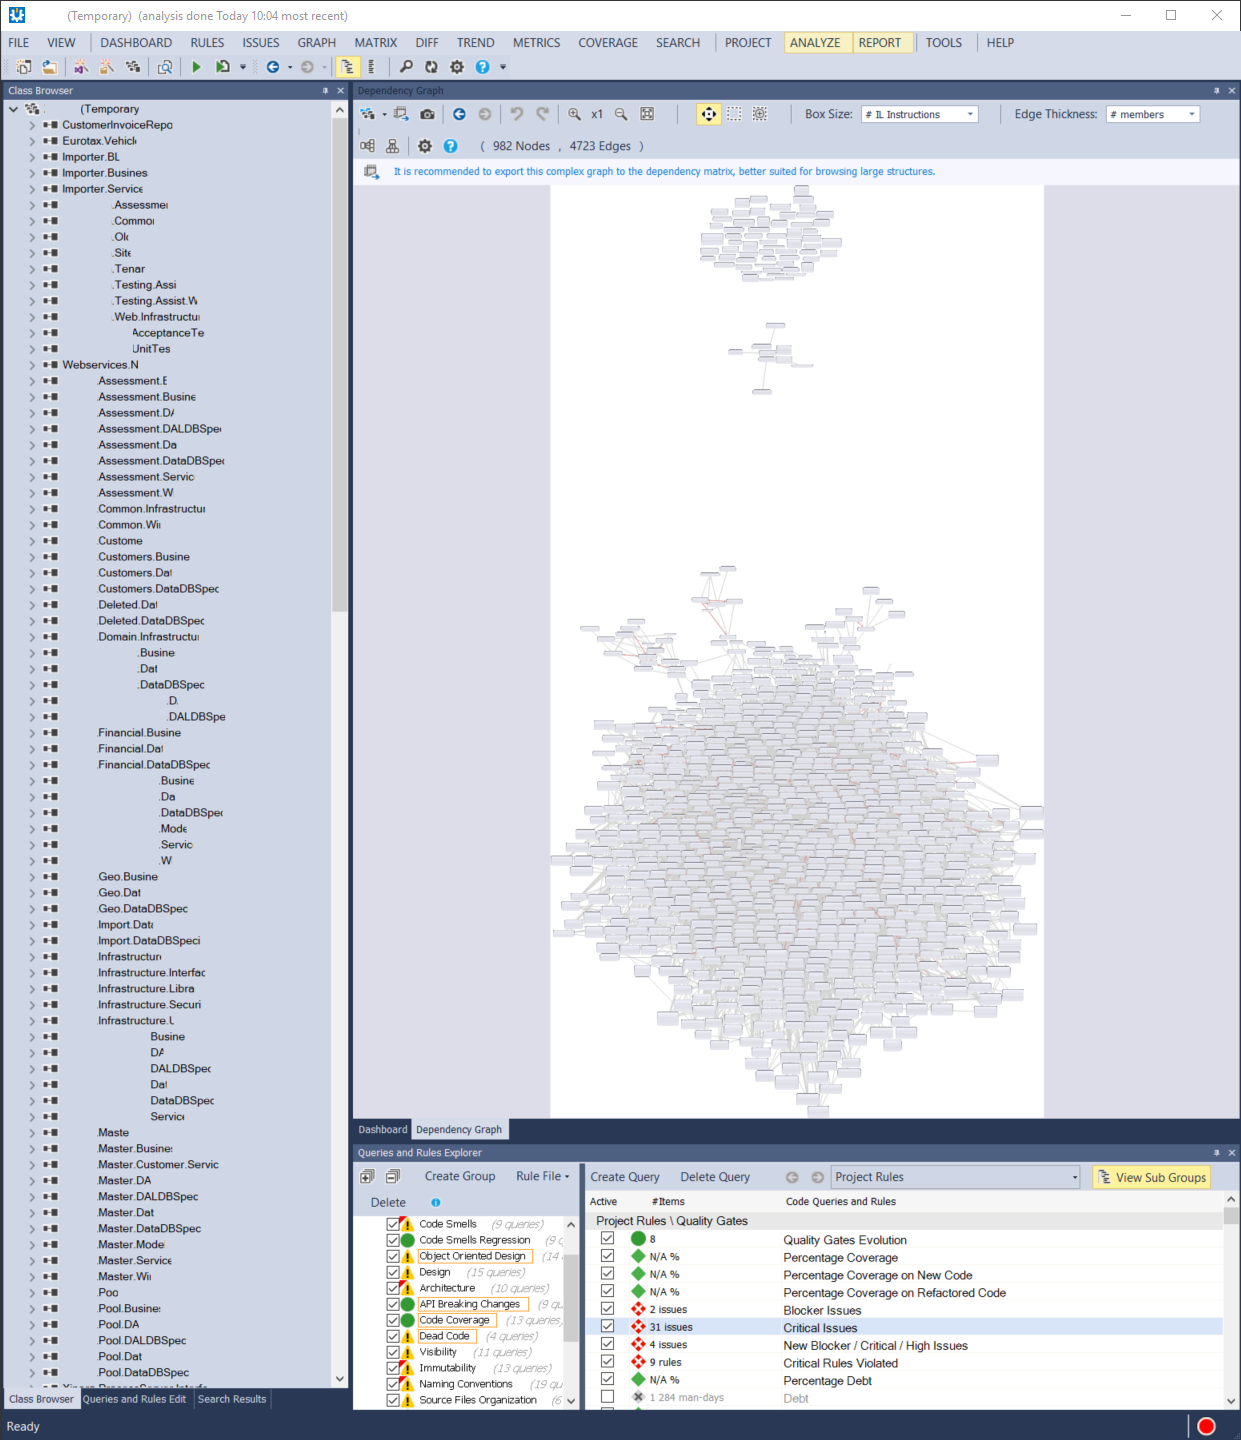 (Temporary) (analysis done Today 10:04 most recent)
FILE VIEW DASHBOARD RULES ISSUES GRAPH MATRIX DIFF TREND METRICS COVERAGE SEARCH PROJECT ANALYZE REPORT TOOLS HELP
Class Browser
(Temporary
CustomerInvoiceRepo
Eurotax.Vehicl
Importer.BL
Importer.Busines
Importer.Service
.Assessmer
.Commor
.Ol
.Site
.Tenar
.Testing.Assi
.Testing.Assist.W
.Web.Infrastructu
AcceptanceTe
UnitTes
Webservices.N
.Assessment.E
.Assessment.Busine
.Assessment.DA
.Assessment.DALDBSpe
.Assessment.Da
.Assessment.DataDBSpec
.Assessment.Servic
.Assessment.W
.Common.Infrastructur
.Common.Wi
.Custome
.Customers.Busine
.Customers.Dat
.Customers.DataDBSpec
.Deleted.Dat
.Deleted.DataDBSpec
.Domain.Infrastructu
.Busine
.Dat
.DataDBSpec
.D
.DALDBSpe
.Financial.Busine
.Financial.Dat
.Financial.DataDBSpec
.Busine
.Da
.DataDBSpec
.Mode
.Servic
.W
.Geo.Busine
.Geo.Dat
.Geo.DataDBSpec
.Import.Data
.Import.DataDBSpeci
.Infrastructure
.Infrastructure.Interfac
.Infrastructure.Libra
.Infrastructure.Securi
.Infrastructure.U
Busine
DA
DALDBSpec
Dat
DataDBSpec
Service
.Maste
.Master.Busine
.Master.Customer.Servic
.Master.DA
.Master.DALDBSpec
.Master.Dat
.Master.DataDBSpec
.Master.Mode
.Master.Service
.Master.Wi
.Poo
.Pool.Busine
.Pool.DA
.Pool.DALDBSpec
.Pool.Dat
.Pool.DataDBSpec
Class Browser Queries and Rules Edit Search Results
Ready
Dependency Graph
x1 Box Size: # IL Instructions Edge Thickness: # members
( 982 Nodes , 4723 Edges )
It is recommended to export this complex graph to the dependency matrix, better suited for browsing large structures.
Dashboard Dependency Graph
Queries and Rules Explorer
Create Group Rule File
Delete
Code Smells (9 queries)
Code Smells Regression (9 q
Object Oriented Design (14
Design (15 queries)
Architecture (10 queries)
API Breaking Changes (9 qu
Code Coverage (13 queries)
Dead Code (4 queries)
Visibility (11 queries)
Immutability (13 queries)
Naming Conventions (19 qu
Source Files Organization (6
Create Query Delete Query Project Rules View Sub Groups
Active #Items Code Queries and Rules
Project Rules \ Quality Gates
8 Quality Gates Evolution
N/A % Percentage Coverage
N/A % Percentage Coverage on New Code
N/A % Percentage Coverage on Refactored Code
2 issues Blocker Issues
31 issues Critical Issues
4 issues New Blocker / Critical / High Issues
9 rules Critical Rules Violated
N/A % Percentage Debt
1 284 man-days Debt